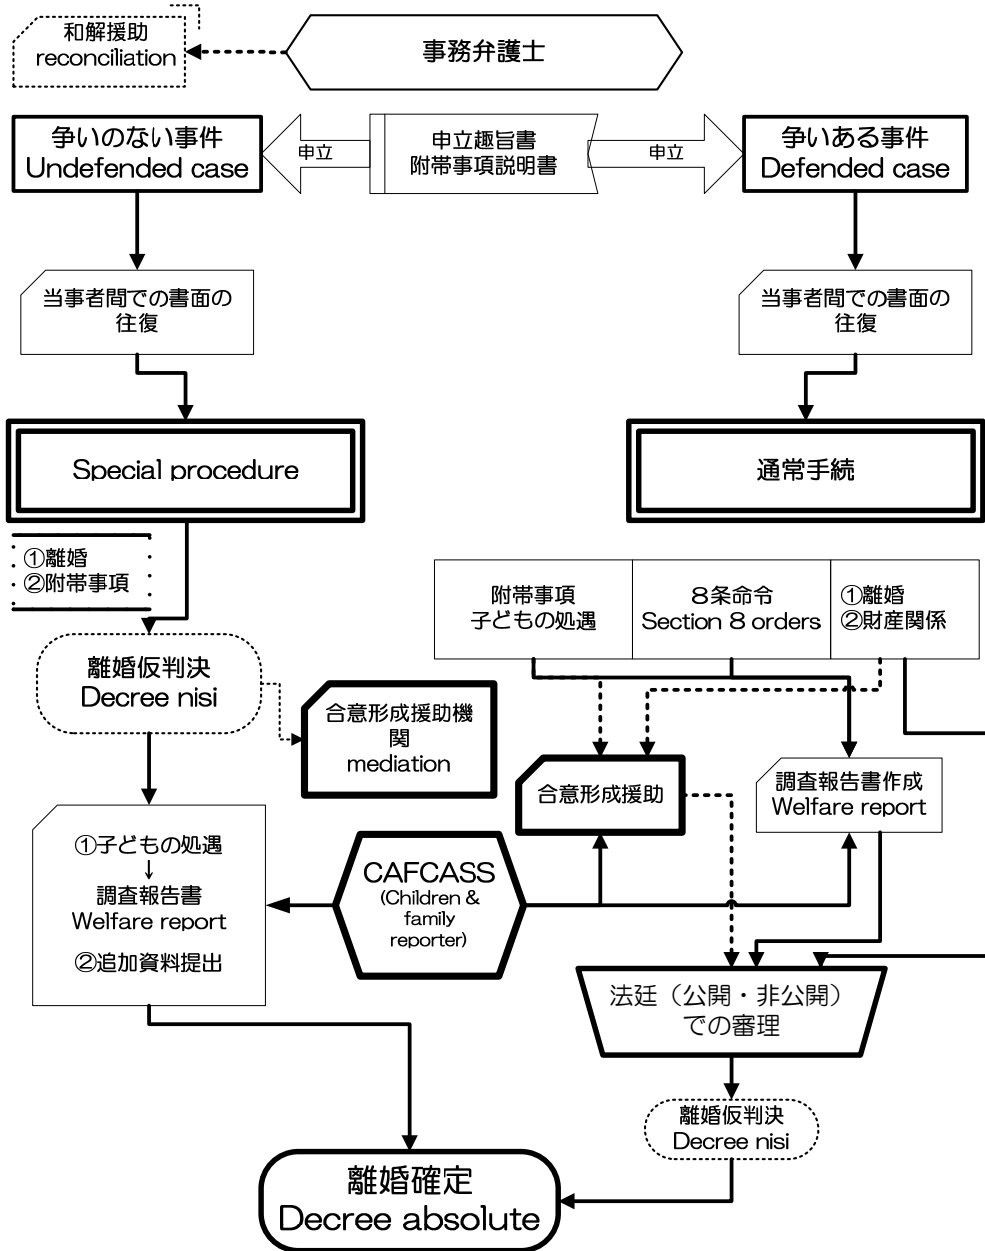 和解援助
reconciliation
事務弁護士
争いのない事件
Undefended case
申立
申立趣旨書
附帯事項説明書
申立
争いある事件
Defended case
当事者間での書面の
往復
当事者間での書面の
往復
Special procedure
通常手続
①離婚
②附帯事項
附帯事項
子どもの処遇
8条命令
Section 8 orders
①離婚
②財産関係
離婚仮判決
Decree nisi
合意形成援助機
関
mediation
合意形成援助
調査報告書作成
Welfare report
①子どもの処遇
↓
調査報告書
Welfare report
②追加資料提出
CAFCASS
(Children &
family
reporter)
法廷（公開・非公開）
での審理
離婚仮判決
Decree nisi
離婚確定
Decree absolute